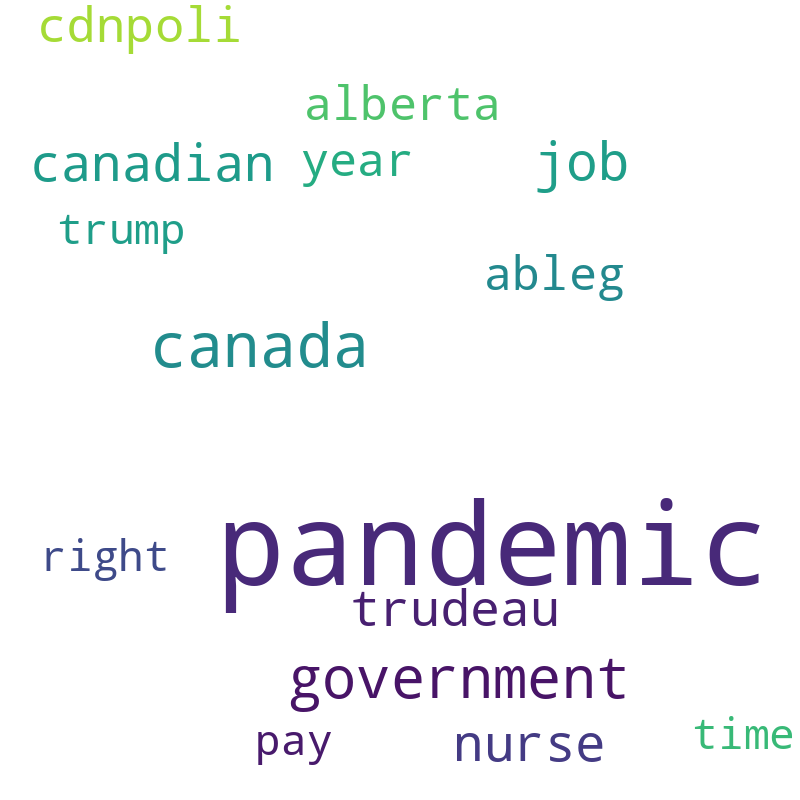 cdnpoli
alberta
canadian year job
trump
ableg
canada
pandemic
right
trudeau
government
pay nurse time